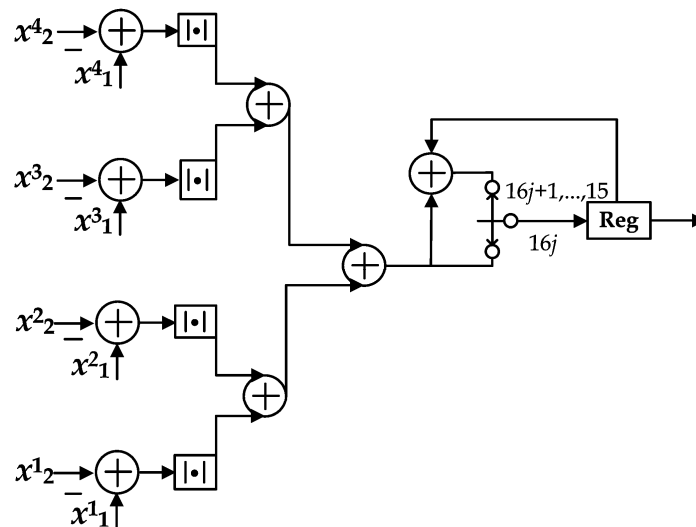 x⁴₂
−
x⁴₁
|•|
x³₂
−
x³₁
|•|
16j+1,...,15
16j
Reg
x²₂
−
x²₁
|•|
x¹₂
−
x¹₁
|•|